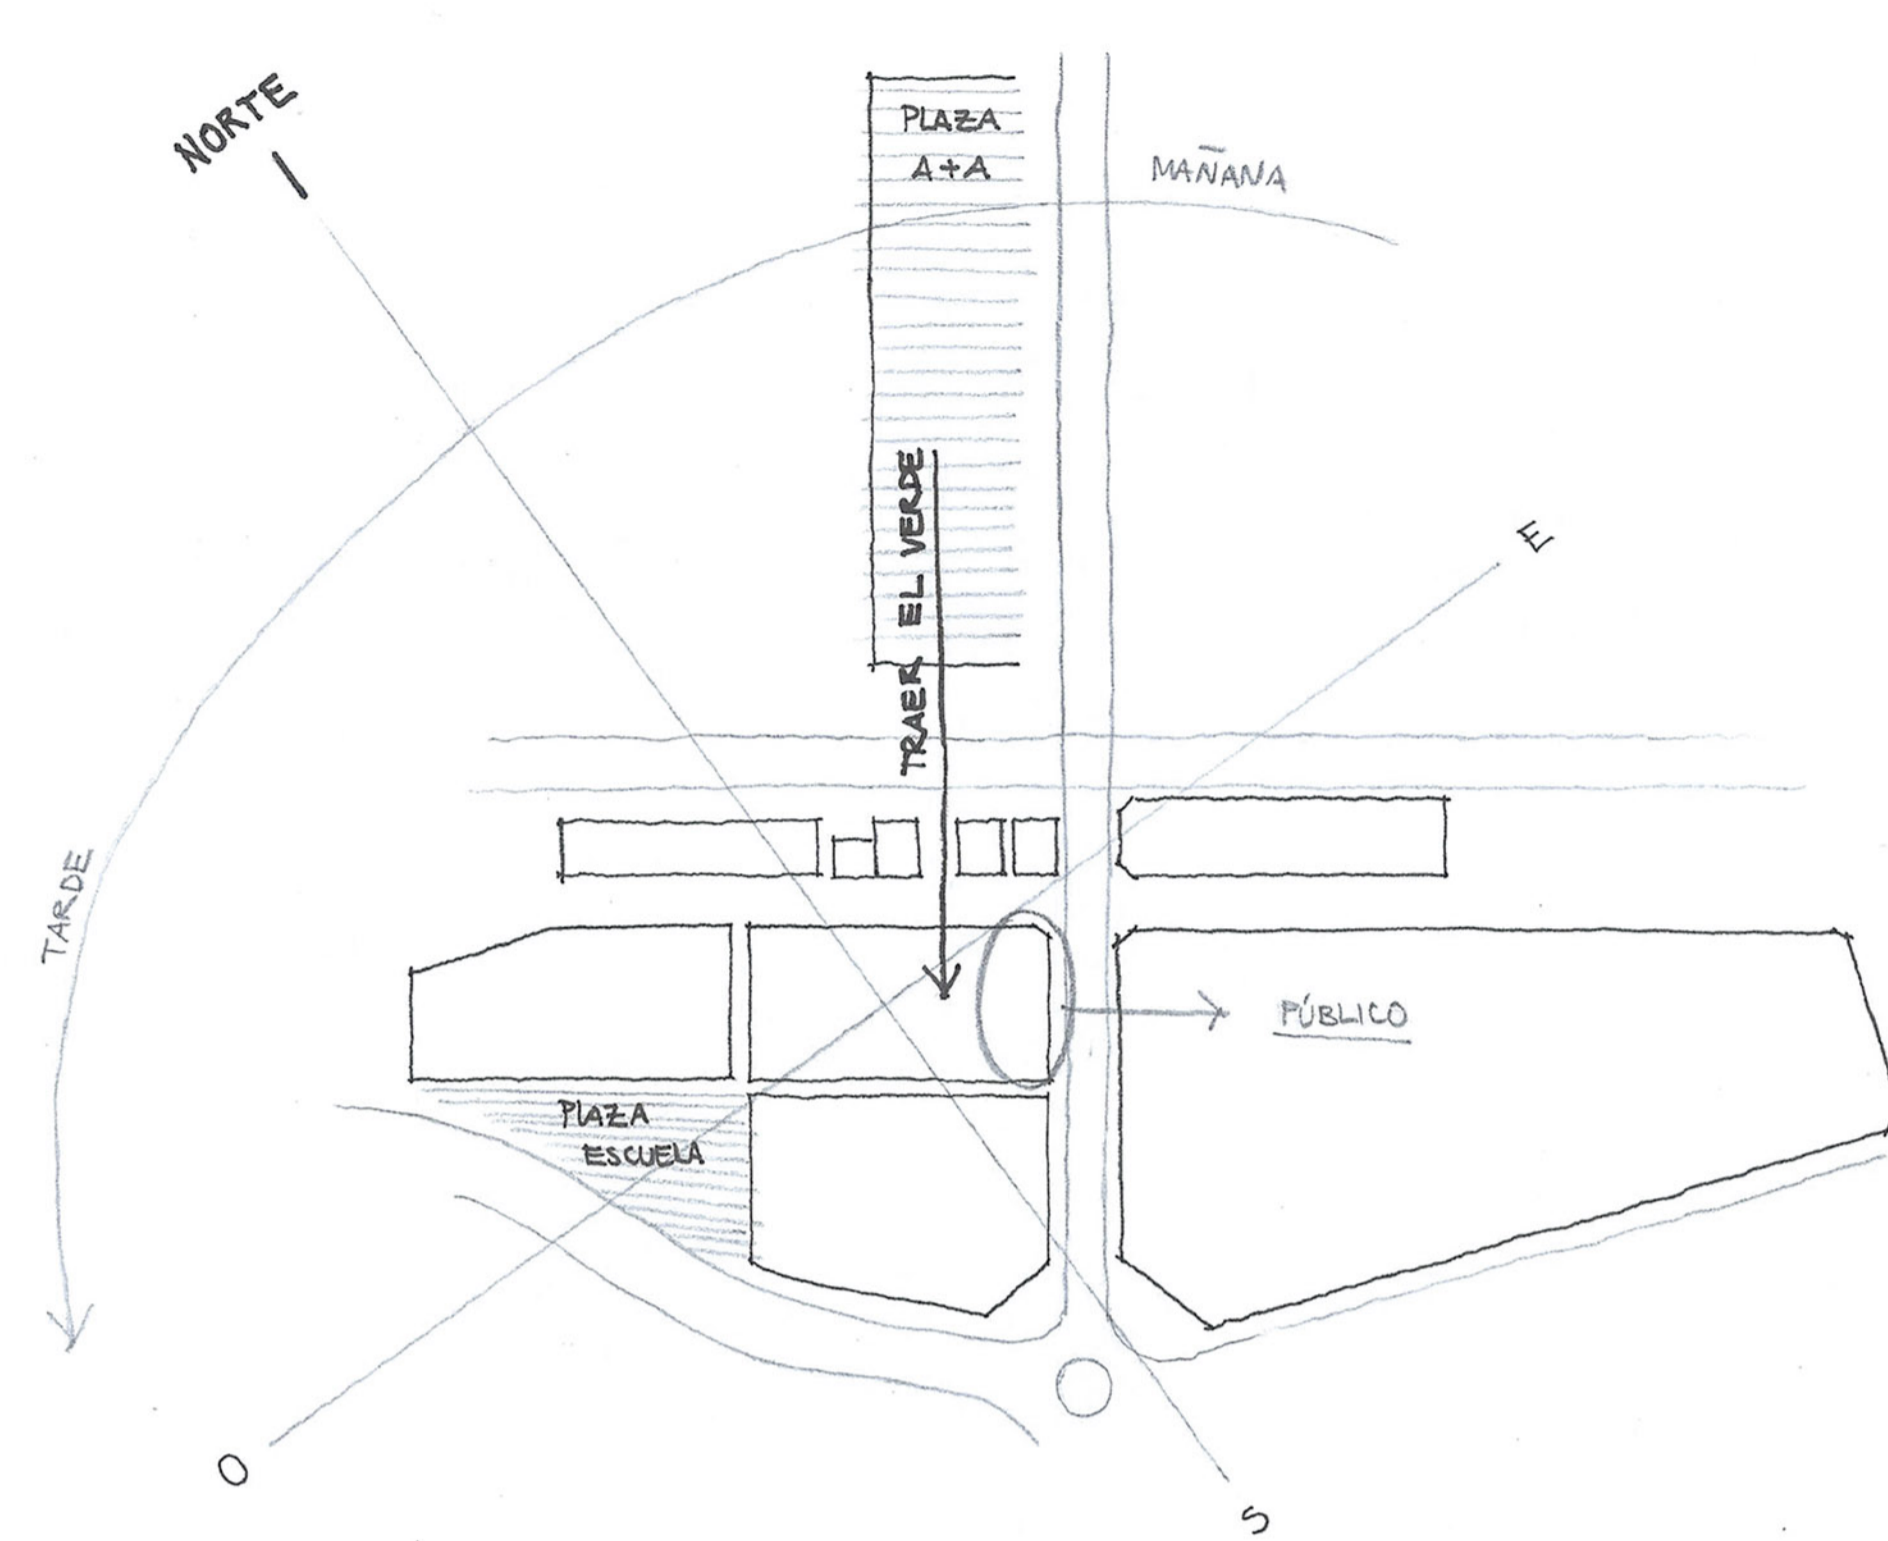 NORTE
PLAZA
A+A
MAÑANA
TRAER EL VERDE
E
TARDE
PÚBLICO
PLAZA
ESCUELA
O
S